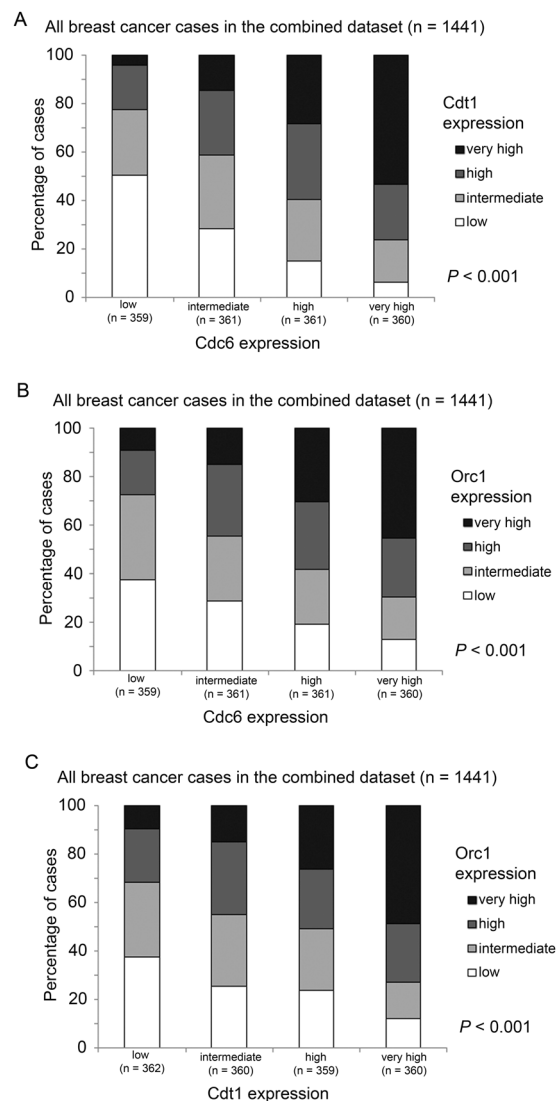 A
All breast cancer cases in the combined dataset (n = 1441)
100
80
60
40
20
0
Percentage of cases
low
(n = 359)
intermediate
(n = 361)
high
(n = 361)
very high
(n = 360)
Cdc6 expression
Cdt1
expression
very high
high
intermediate
low
P < 0.001
B
All breast cancer cases in the combined dataset (n = 1441)
100
80
60
40
20
0
Percentage of cases
low
(n = 359)
intermediate
(n = 361)
high
(n = 361)
very high
(n = 360)
Cdc6 expression
Orc1
expression
very high
high
intermediate
low
P < 0.001
C
All breast cancer cases in the combined dataset (n = 1441)
100
80
60
40
20
0
Percentage of cases
low
(n = 362)
intermediate
(n = 360)
high
(n = 359)
very high
(n = 360)
Cdt1 expression
Orc1
expression
very high
high
intermediate
low
P < 0.001